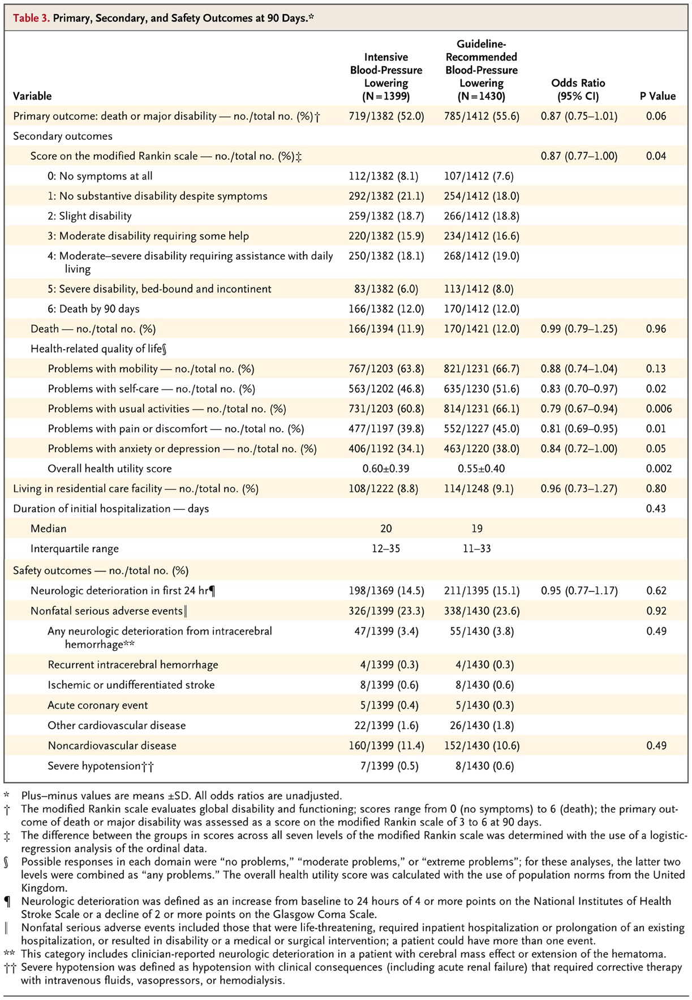 Table 3. Primary, Secondary, and Safety Outcomes at 90 Days.*
Variable Intensive Blood-Pressure Lowering (N=1399) Guideline-Recommended Blood-Pressure Lowering (N=1430) Odds Ratio (95% CI) P Value
Primary outcome: death or major disability — no./total no. (%)† 719/1382 (52.0) 785/1412 (55.6) 0.87 (0.75–1.01) 0.06
Secondary outcomes
Score on the modified Rankin scale — no./total no. (%)‡ 0.87 (0.77–1.00) 0.04
0: No symptoms at all 112/1382 (8.1) 107/1412 (7.6)
1: No substantive disability despite symptoms 292/1382 (21.1) 254/1412 (18.0)
2: Slight disability 259/1382 (18.7) 266/1412 (18.8)
3: Moderate disability requiring some help 220/1382 (15.9) 234/1412 (16.6)
4: Moderate–severe disability requiring assistance with daily 250/1382 (18.1) 268/1412 (19.0)
living
5: Severe disability, bed-bound and incontinent 83/1382 (6.0) 113/1412 (8.0)
6: Death by 90 days 166/1382 (12.0) 170/1412 (12.0)
Death — no./total no. (%) 166/1394 (11.9) 170/1421 (12.0) 0.99 (0.79–1.25) 0.96
Health-related quality of life§
Problems with mobility — no./total no. (%) 767/1203 (63.8) 821/1231 (66.7) 0.88 (0.74–1.04) 0.13
Problems with self-care — no./total no. (%) 563/1202 (46.8) 635/1230 (51.6) 0.83 (0.70–0.97) 0.02
Problems with usual activities — no./total no. (%) 731/1203 (60.8) 814/1231 (66.1) 0.79 (0.67–0.94) 0.006
Problems with pain or discomfort — no./total no. (%) 477/1197 (39.8) 552/1227 (45.0) 0.81 (0.69–0.95) 0.01
Problems with anxiety or depression — no./total no. (%) 406/1192 (34.1) 463/1220 (38.0) 0.84 (0.72–1.00) 0.05
Overall health utility score 0.60±0.39 0.55±0.40 0.002
Living in residential care facility — no./total no. (%) 108/1222 (8.8) 114/1248 (9.1) 0.96 (0.73–1.27) 0.80
Duration of initial hospitalization — days 0.43
Median 20 19
Interquartile range 12–35 11–33
Safety outcomes — no./total no. (%)
Neurologic deterioration in first 24 hr¶ 198/1369 (14.5) 211/1395 (15.1) 0.95 (0.77–1.17) 0.62
Nonfatal serious adverse events‖ 326/1399 (23.3) 338/1430 (23.6) 0.92
Any neurologic deterioration from intracerebral 47/1399 (3.4) 55/1430 (3.8) 0.49
hemorrhage**
Recurrent intracerebral hemorrhage 4/1399 (0.3) 4/1430 (0.3)
Ischemic or undifferentiated stroke 8/1399 (0.6) 8/1430 (0.6)
Acute coronary event 5/1399 (0.4) 5/1430 (0.3)
Other cardiovascular disease 22/1399 (1.6) 26/1430 (1.8)
Noncardiovascular disease 160/1399 (11.4) 152/1430 (10.6) 0.49
Severe hypotension†† 7/1399 (0.5) 8/1430 (0.6)
* Plus–minus values are means ±SD. All odds ratios are unadjusted.
† The modified Rankin scale evaluates global disability and functioning; scores range from 0 (no symptoms) to 6 (death); the primary out-
come of death or major disability was assessed as a score on the modified Rankin scale of 3 to 6 at 90 days.
‡ The difference between the groups in scores across all seven levels of the modified Rankin scale was determined with the use of a logistic-
regression analysis of the ordinal data.
§ Possible responses in each domain were “no problems,” “moderate problems,” or “extreme problems”; for these analyses, the latter two
levels were combined as “any problems.” The overall health utility score was calculated with the use of population norms from the United
Kingdom.
¶ Neurologic deterioration was defined as an increase from baseline to 24 hours of 4 or more points on the National Institutes of Health
Stroke Scale or a decline of 2 or more points on the Glasgow Coma Scale.
‖ Nonfatal serious adverse events included those that were life-threatening, required inpatient hospitalization or prolongation of an existing
hospitalization, or resulted in disability or a medical or surgical intervention; a patient could have more than one event.
** This category includes clinician-reported neurologic deterioration in a patient with cerebral mass effect or extension of the hematoma.
†† Severe hypotension was defined as hypotension with clinical consequences (including acute renal failure) that required corrective therapy
with intravenous fluids, vasopressors, or hemodialysis.